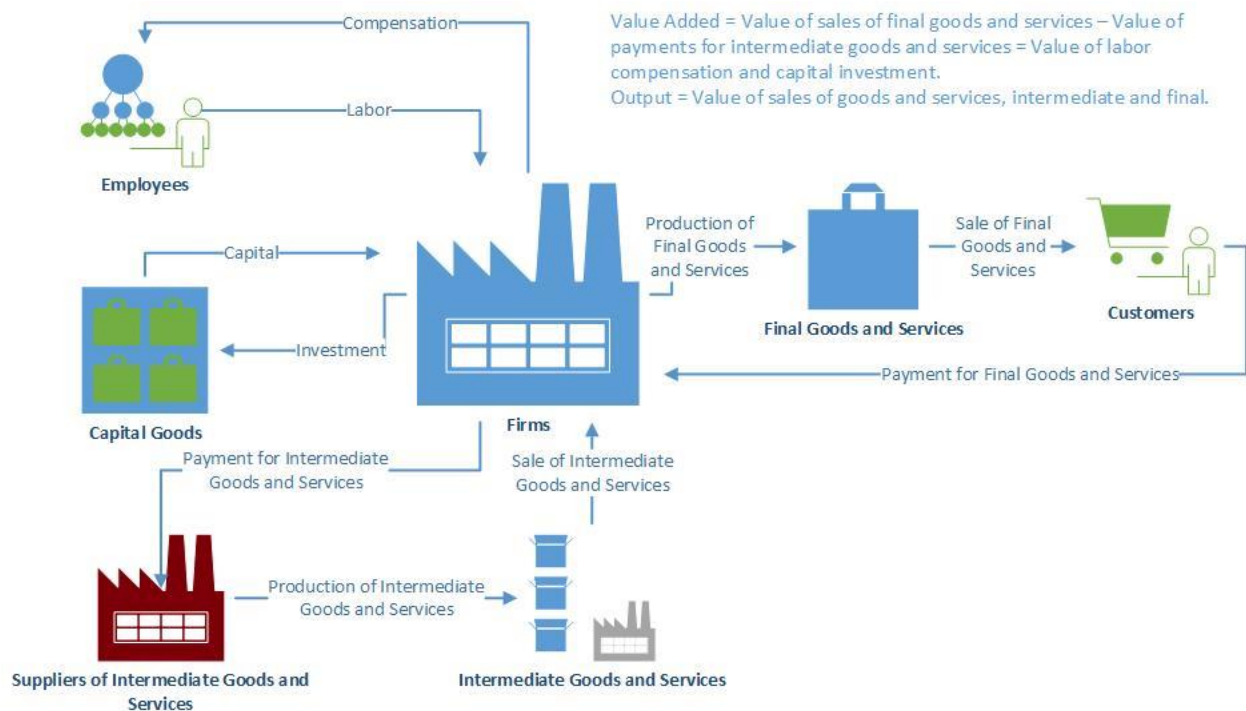 Compensation
Value Added = Value of sales of final goods and services – Value of
payments for intermediate goods and services = Value of labor
compensation and capital investment.
Output = Value of sales of goods and services, intermediate and final.
Labor
Employees
Capital
Investment
Capital Goods
Firms
Production of
Final Goods
and Services
Final Goods and Services
Sale of Final
Goods and
Services
Customers
Payment for Final Goods and Services
Payment for Intermediate
Goods and Services
Sale of Intermediate
Goods and Services
Production of Intermediate
Goods and Services
Suppliers of Intermediate Goods and
Services
Intermediate Goods and Services